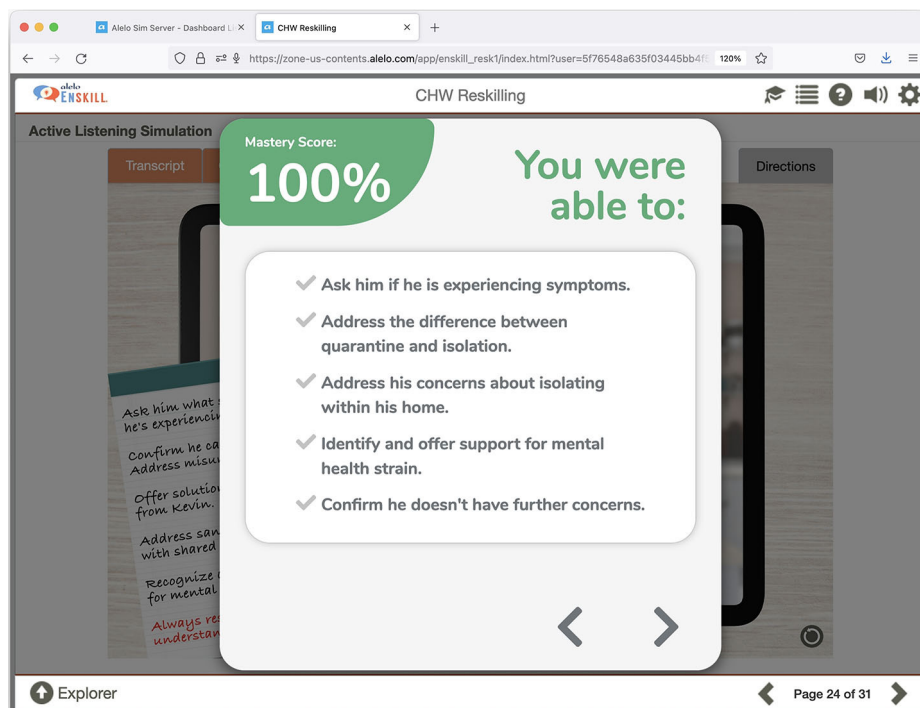 Alelo Sim Server - Dashboard
CHW Reskilling
https://zone-us-contents.alelo.com/app/enskill_resk1/index.html?user=5f76548a635f03445bb4f
120%
alelo
ENSKILL
CHW Reskilling
Active Listening Simulation
Transcript
Directions
Mastery Score:
100%
You were
able to:
Ask him if he is experiencing symptoms.
Address the difference between
quarantine and isolation.
Address his concerns about isolating
within his home.
Identify and offer support for mental
health strain.
Confirm he doesn't have further concerns.
Ask him what
he's experiencin
Confirm he ca
Address misu
Offer solutio
from Kevin.
Address san
with shared
Recognize
for mental
Always re
understan
Explorer
Page 24 of 31